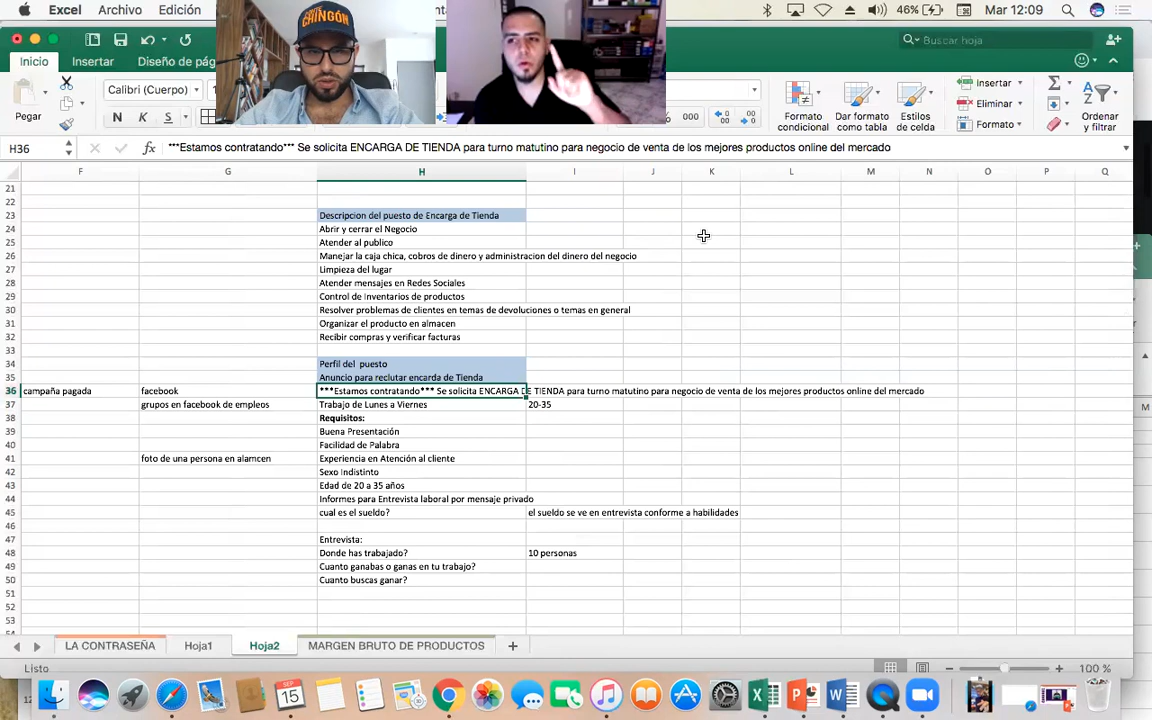 Excel Archivo Edición 46% Mar 12:09
CHINGÓN
Buscar hoja
Inicio Insertar Diseño de pág
Pegar
Calibri (Cuerpo)
N K S
% 000
Formato condicional
Dar formato como tabla
Estilos de celda
Insertar
Eliminar
Formato
Ordenar y filtrar
H36 fx ***Estamos contratando*** Se solicita ENCARGA DE TIENDA para turno matutino para negocio de venta de los mejores productos online del mercado
F G H I J K L M N O P Q
21
22
23 Descripcion del puesto de Encarga de Tienda
24 Abrir y cerrar el Negocio
25 Atender al publico
26 Manejar la caja chica, cobros de dinero y administracion del dinero del negocio
27 Limpieza del lugar
28 Atender mensajes en Redes Sociales
29 Control de Inventarios de productos
30 Resolver problemas de clientes en temas de devoluciones o temas en general
31 Organizar el producto en almacen
32 Recibir compras y verificar facturas
33
34 Perfil del puesto
35 Anuncio para reclutar encarda de Tienda
36 campaña pagada facebook ***Estamos contratando*** Se solicita ENCARGA DE TIENDA para turno matutino para negocio de venta de los mejores productos online del mercado
37 grupos en facebook de empleos Trabajo de Lunes a Viernes 20-35
38 Requisitos:
39 Buena Presentación
40 Facilidad de Palabra
41 foto de una persona en alamcen Experiencia en Atención al cliente
42 Sexo Indistinto
43 Edad de 20 a 35 años
44 Informes para Entrevista laboral por mensaje privado
45 cual es el sueldo? el sueldo se ve en entrevista conforme a habilidades
46
47 Entrevista:
48 Donde has trabajado? 10 personas
49 Cuanto ganabas o ganas en tu trabajo?
50 Cuanto buscas ganar?
51
52
53
54
LA CONTRASEÑA Hoja1 Hoja2 MARGEN BRUTO DE PRODUCTOS +
Listo 100 %
SEP
15